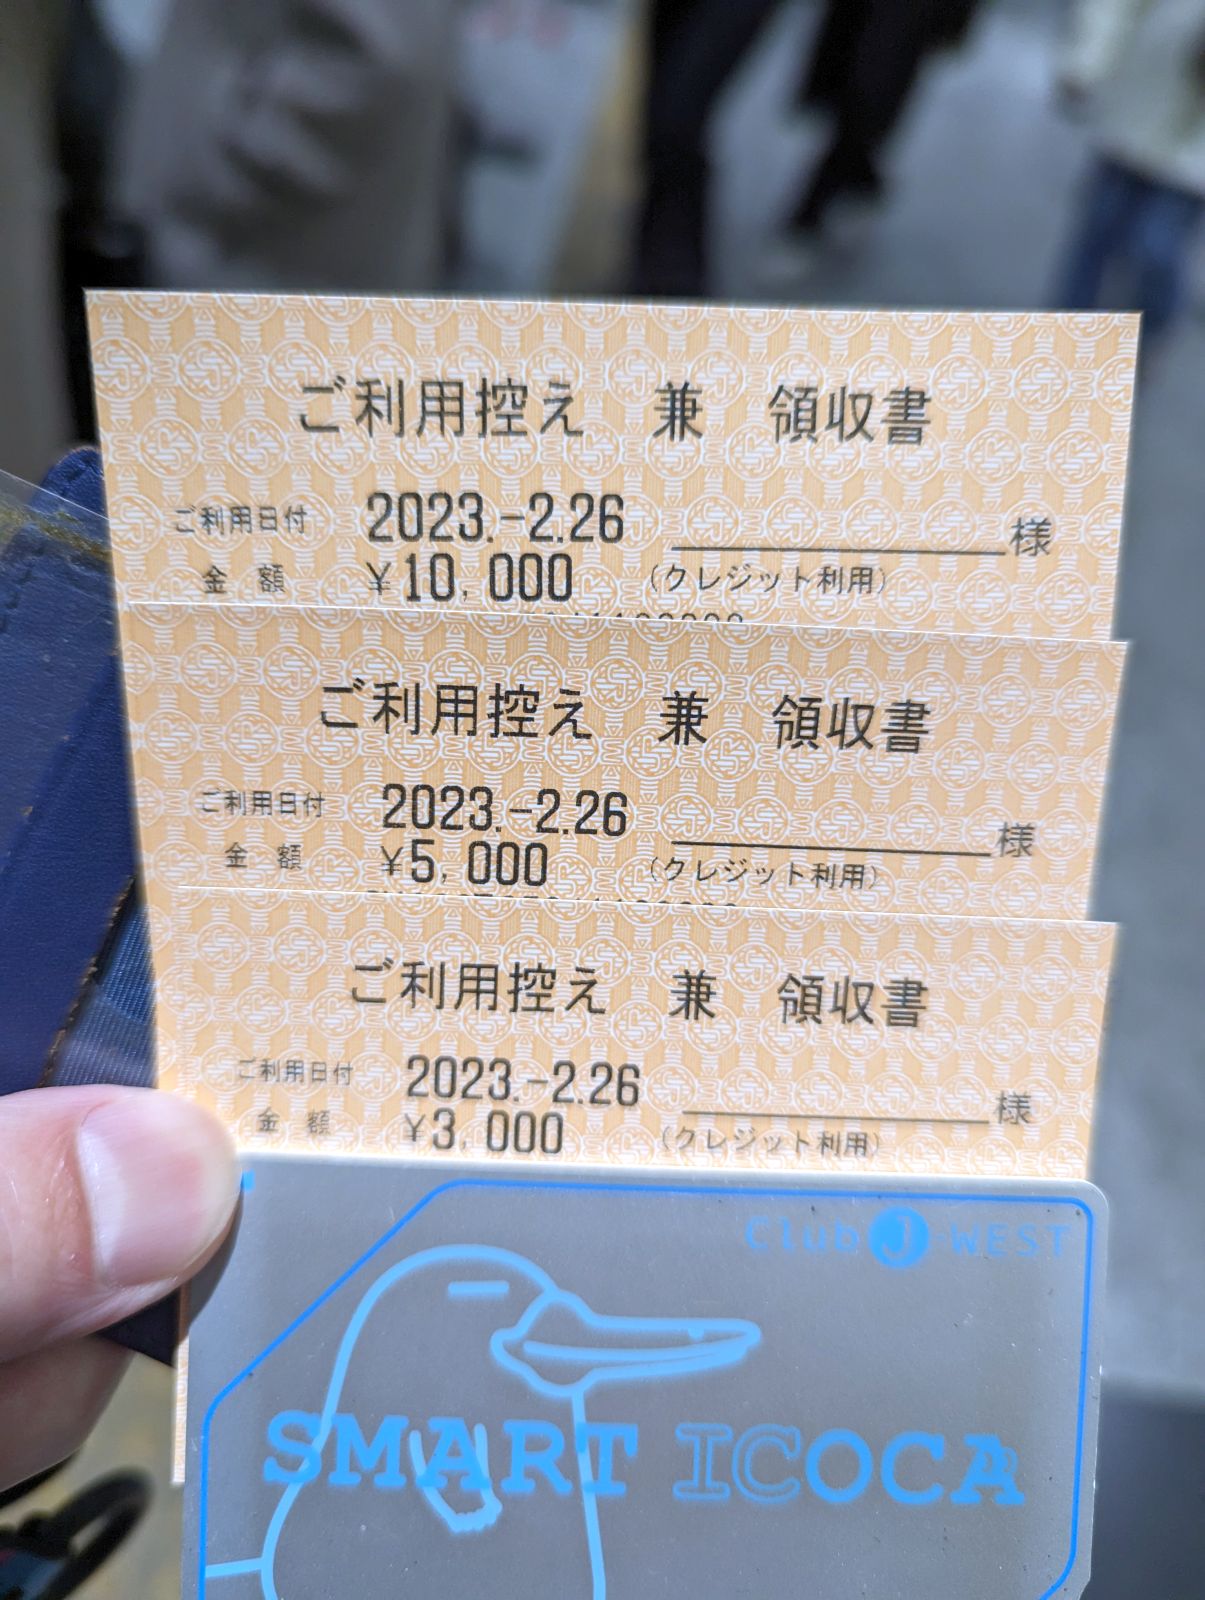 ご利用控え 兼 領収書
ご利用日付 2023.-2.26
様
金額 ¥10,000 (クレジット利用)
ご利用控え 兼 領収書
ご利用日付 2023.-2.26
様
金額 ¥5,000 (クレジット利用)
ご利用控え 兼 領収書
ご利用日付 2023.-2.26
様
金額 ¥3,000 (クレジット利用)
Club J-WEST
SMART ICOCA